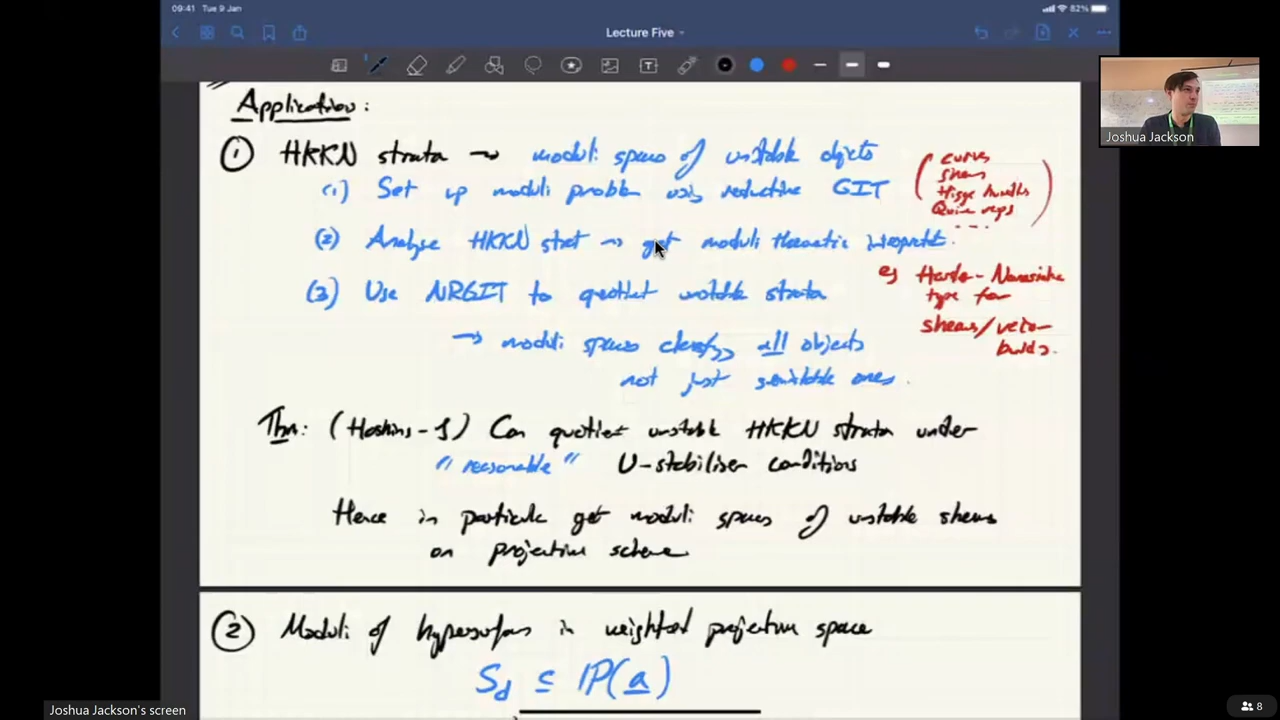 09:41 Tue 9 Jan
82%
Lecture Five
Joshua Jackson
Application:
① HKKN strata → moduli spaces of unstable objects
(1) Set up moduli problem using reductive GIT
(curves
sheaves
Higgs bundles
Quiver reps
...)
(2) Analyse HKKN strat → get moduli theoretic interpretation.
eg Harder-Narasimhan
type for
sheaves/vector
bundles.
(3) Use NRGIT to quotient unstable strata
→ moduli spaces classifying all objects
not just semistable ones.
Thm: (Hoskins-J) Can quotient unstable HKKN strata under
"reasonable" U-stabiliser conditions
Hence in particular get moduli spaces of unstable sheaves
on projective scheme
② Moduli of hypersurfaces in weighted projective space
S_d ⊆ IP(a)
Joshua Jackson's screen
8